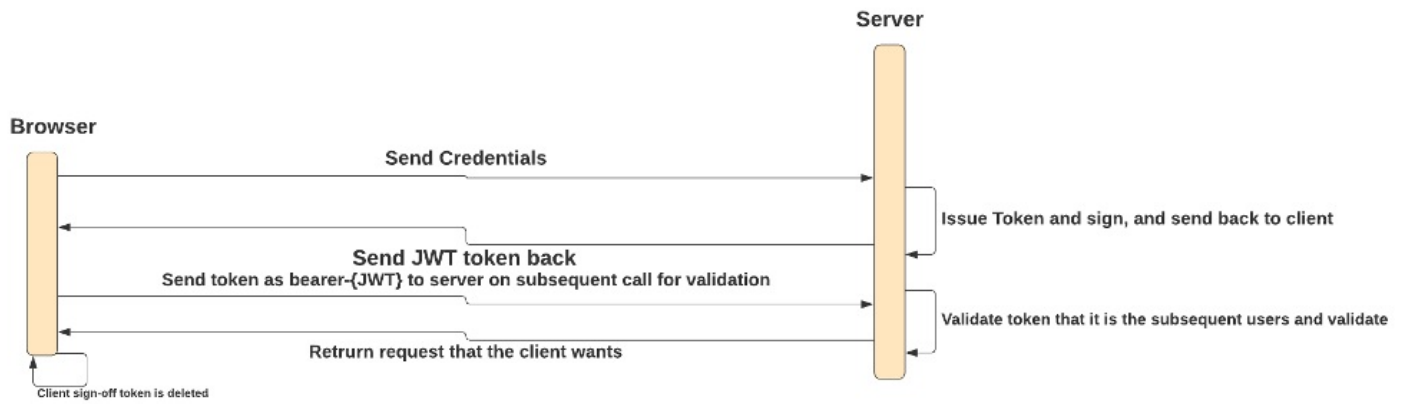 Server
Browser
Send Credentials
Issue Token and sign, and send back to client
Send JWT token back
Send token as bearer-{JWT} to server on subsequent call for validation
Validate token that it is the subsequent users and validate
Retrurn request that the client wants
Client sign-off token is deleted